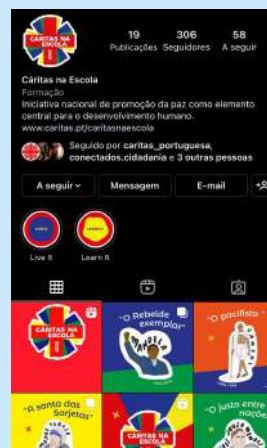 CÁRITAS NA
ESCOLA
19 306 58
Publicações Seguidores A seguir
Cáritas na Escola
Formação
Iniciativa nacional de promoção da paz como elemento
central para o desenvolvimento humano.
www.caritas.pt/caritasnaescola
Seguido por caritas_portuguesa,
conectados.cidadania e 3 outras pessoas
A seguir Mensagem E-mail
Live It Learn It
CÁRITAS NA
ESCOLA
"O Rebelde
exemplar"
MANDELA
"O pacifista
"A santa das
Sarjetas"
CÁRITAS NA
ESCOLA
"O justo entre
nações